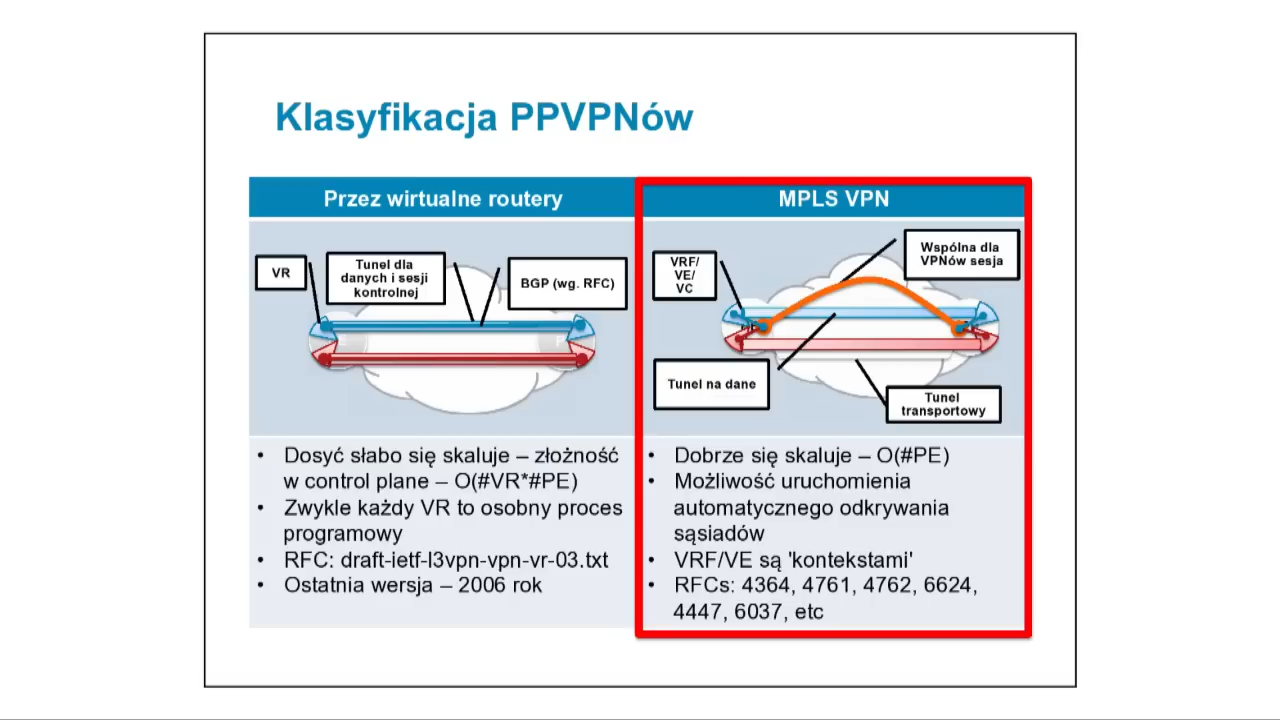 Klasyfikacja PPVPNów
Przez wirtualne routery
VR
Tunel dla
danych i sesji
kontrolnej
BGP (wg. RFC)
• Dosyć słabo się skaluje – złożność
w control plane – O(#VR*#PE)
• Zwykle każdy VR to osobny proces
programowy
• RFC: draft-ietf-l3vpn-vpn-vr-03.txt
• Ostatnia wersja – 2006 rok
MPLS VPN
VRF/
VE/
VC
Wspólna dla
VPNów sesja
Tunel na dane
Tunel
transportowy
• Dobrze się skaluje – O(#PE)
• Możliwość uruchomienia
automatycznego odkrywania
sąsiadów
• VRF/VE są 'kontekstami'
• RFCs: 4364, 4761, 4762, 6624,
4447, 6037, etc